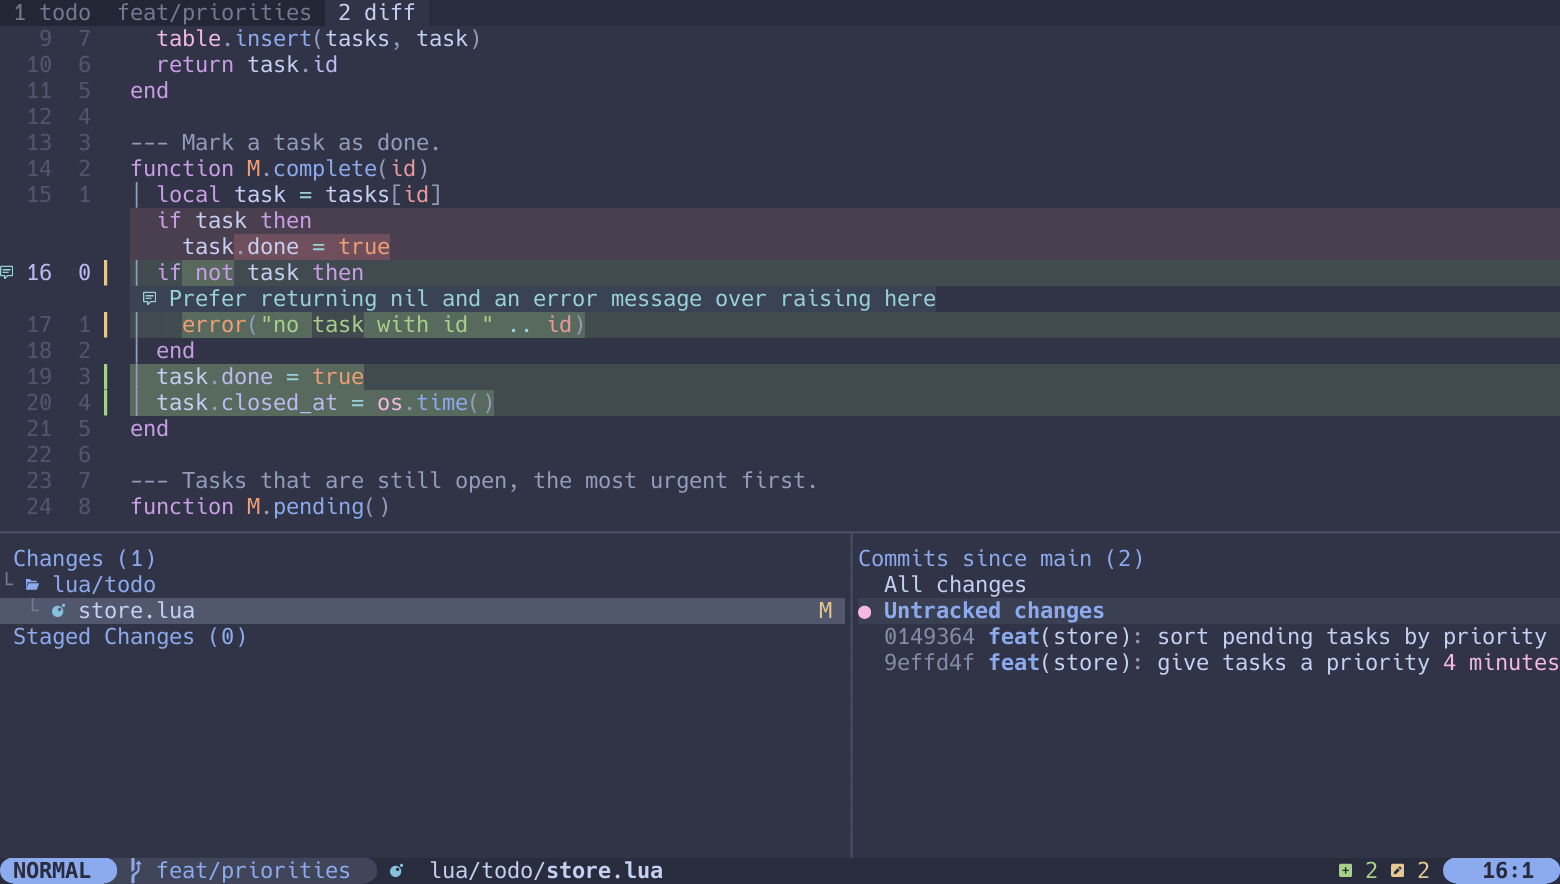 1 todo feat/priorities 2 diff
9 7 table.insert(tasks, task)
10 6 return task.id
11 5 end
12 4
13 3 --- Mark a task as done.
14 2 function M.complete(id)
15 1 local task = tasks[id]
if task then
task.done = true
16 0 if not task then
Prefer returning nil and an error message over raising here
17 1 error("no task with id " .. id)
18 2 end
19 3 task.done = true
20 4 task.closed_at = os.time()
21 5 end
22 6
23 7 --- Tasks that are still open, the most urgent first.
24 8 function M.pending()
Changes (1)
lua/todo
store.lua M
Staged Changes (0)
Commits since main (2)
All changes
Untracked changes
0149364 feat(store): sort pending tasks by priority
9effd4f feat(store): give tasks a priority 4 minutes
NORMAL feat/priorities lua/todo/store.lua 2 2 16:1